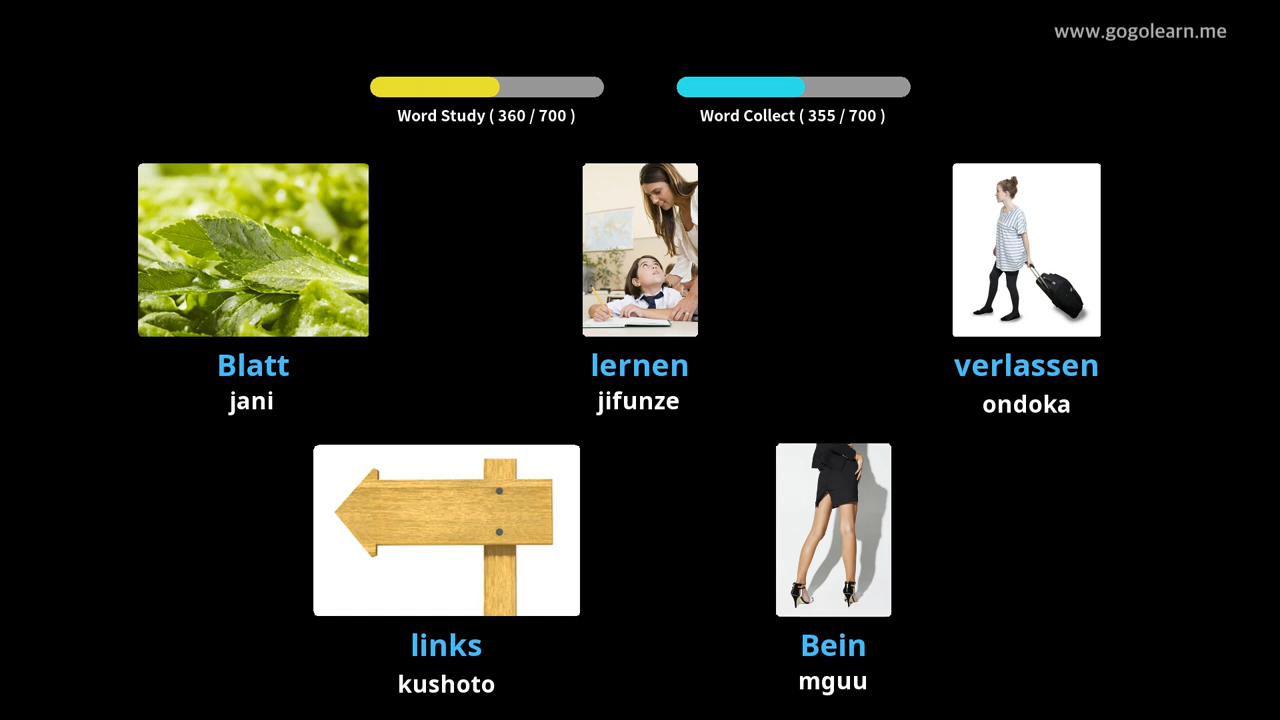 www.gogolearn.me
Word Study ( 360 / 700 )
Word Collect ( 355 / 700 )
Blatt
jani
lernen
jifunze
verlassen
ondoka
links
kushoto
Bein
mguu